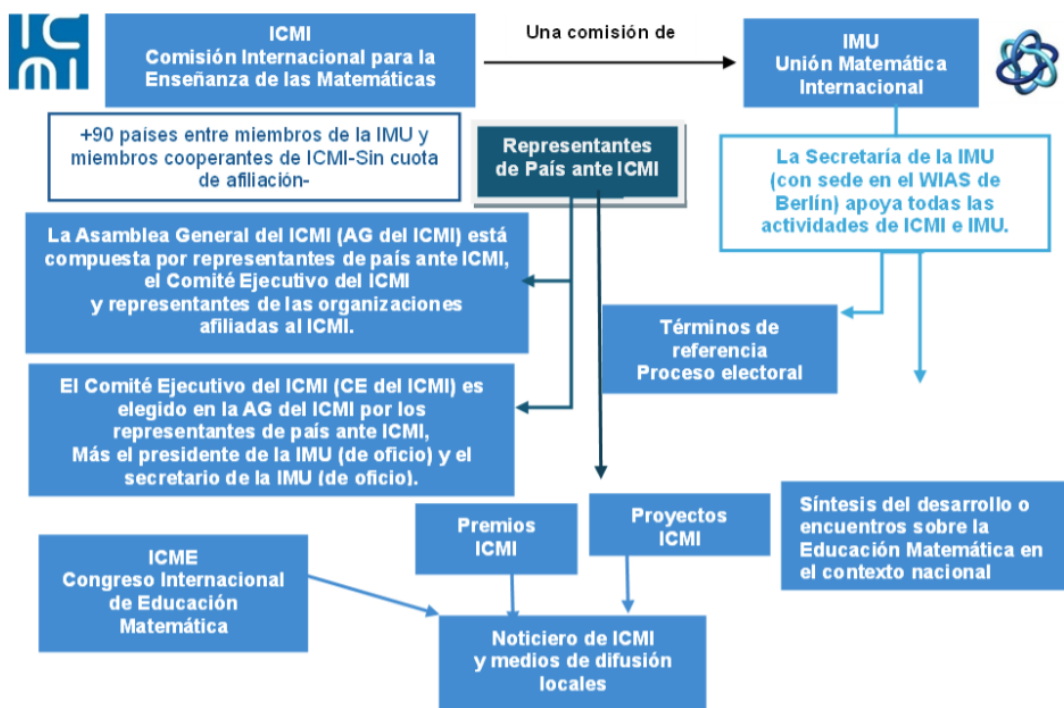 ICMI
ICMI
Comisión Internacional para la
Enseñanza de las Matemáticas
Una comisión de
IMU
Unión Matemática
Internacional
+90 países entre miembros de la IMU y
miembros cooperantes de ICMI-Sin cuota
de afiliación-
Representantes
de País ante ICMI
La Secretaría de la IMU
(con sede en el WIAS de
Berlín) apoya todas las
actividades de ICMI e IMU.
La Asamblea General del ICMI (AG del ICMI) está
compuesta por representantes de país ante ICMI,
el Comité Ejecutivo del ICMI
y representantes de las organizaciones
afiliadas al ICMI.
Términos de
referencia
Proceso electoral
El Comité Ejecutivo del ICMI (CE del ICMI) es
elegido en la AG del ICMI por los
representantes de país ante ICMI,
Más el presidente de la IMU (de oficio) y el
secretario de la IMU (de oficio).
Premios
ICMI
Proyectos
ICMI
Síntesis del desarrollo o
encuentros sobre la
Educación Matemática en
el contexto nacional
ICME
Congreso Internacional
de Educación
Matemática
Noticiero de ICMI
y medios de difusión
locales